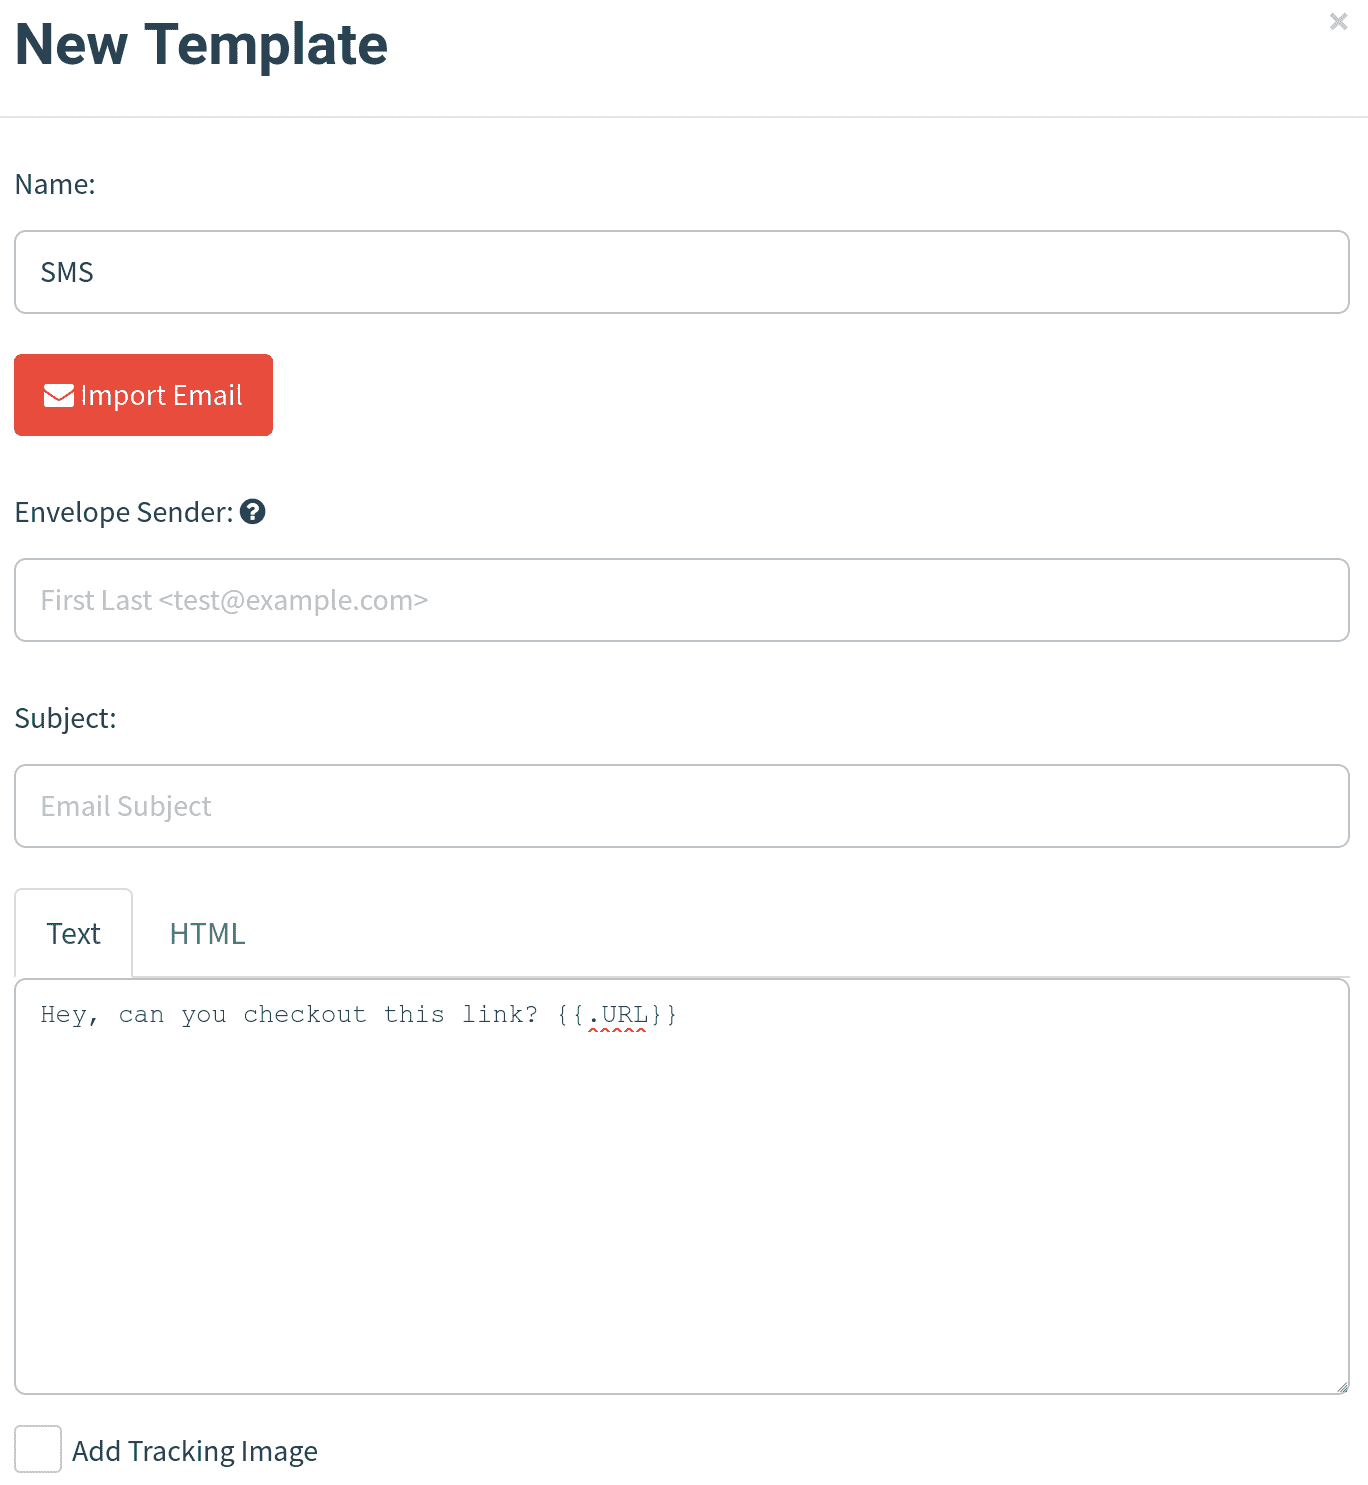 New Template
×
Name:
SMS
Import Email
Envelope Sender: ?
First Last <test@example.com>
Subject:
Email Subject
Text HTML
Hey, can you checkout this link? {{.URL}}
Add Tracking Image